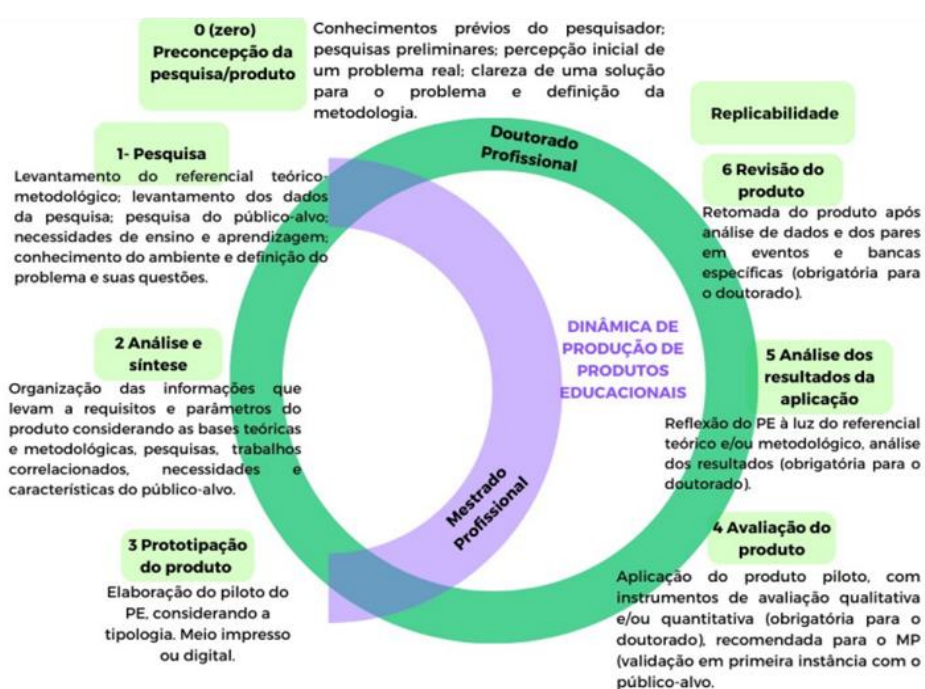 0 (zero)
Preconcepção da
pesquisa/produto
Conhecimentos prévios do pesquisador;
pesquisas preliminares; percepção inicial de
um problema real; clareza de uma solução
para o problema e definição da
metodologia.
1- Pesquisa
Levantamento do referencial teórico-
metodológico; levantamento dos dados
da pesquisa; pesquisa do público-alvo;
necessidades de ensino e aprendizagem;
conhecimento do ambiente e definição do
problema e suas questões.
2 Análise e
síntese
Organização das informações que
levam a requisitos e parâmetros do
produto considerando as bases teóricas
e metodológicas, pesquisas, trabalhos
correlacionados, necessidades e
características do público-alvo.
3 Prototipação
do produto
Elaboração do piloto do
PE, considerando a
tipologia. Meio impresso
ou digital.
Doutorado
Profissional
Mestrado
Profissional
DINÂMICA DE
PRODUÇÃO DE
PRODUTOS
EDUCACIONAIS
Replicabilidade
6 Revisão do
produto
Retomada do produto após
análise de dados e dos pares
em eventos e bancas
específicas (obrigatória para
o doutorado).
5 Análise dos
resultados da
aplicação
Reflexão do PE à luz do referencial
teórico e/ou metodológico, análise
dos resultados (obrigatória para o
doutorado).
4 Avaliação do
produto
Aplicação do produto piloto, com
instrumentos de avaliação qualitativa
e/ou quantitativa (obrigatória para o
doutorado), recomendada para o MP
(validação em primeira instância com o
público-alvo.